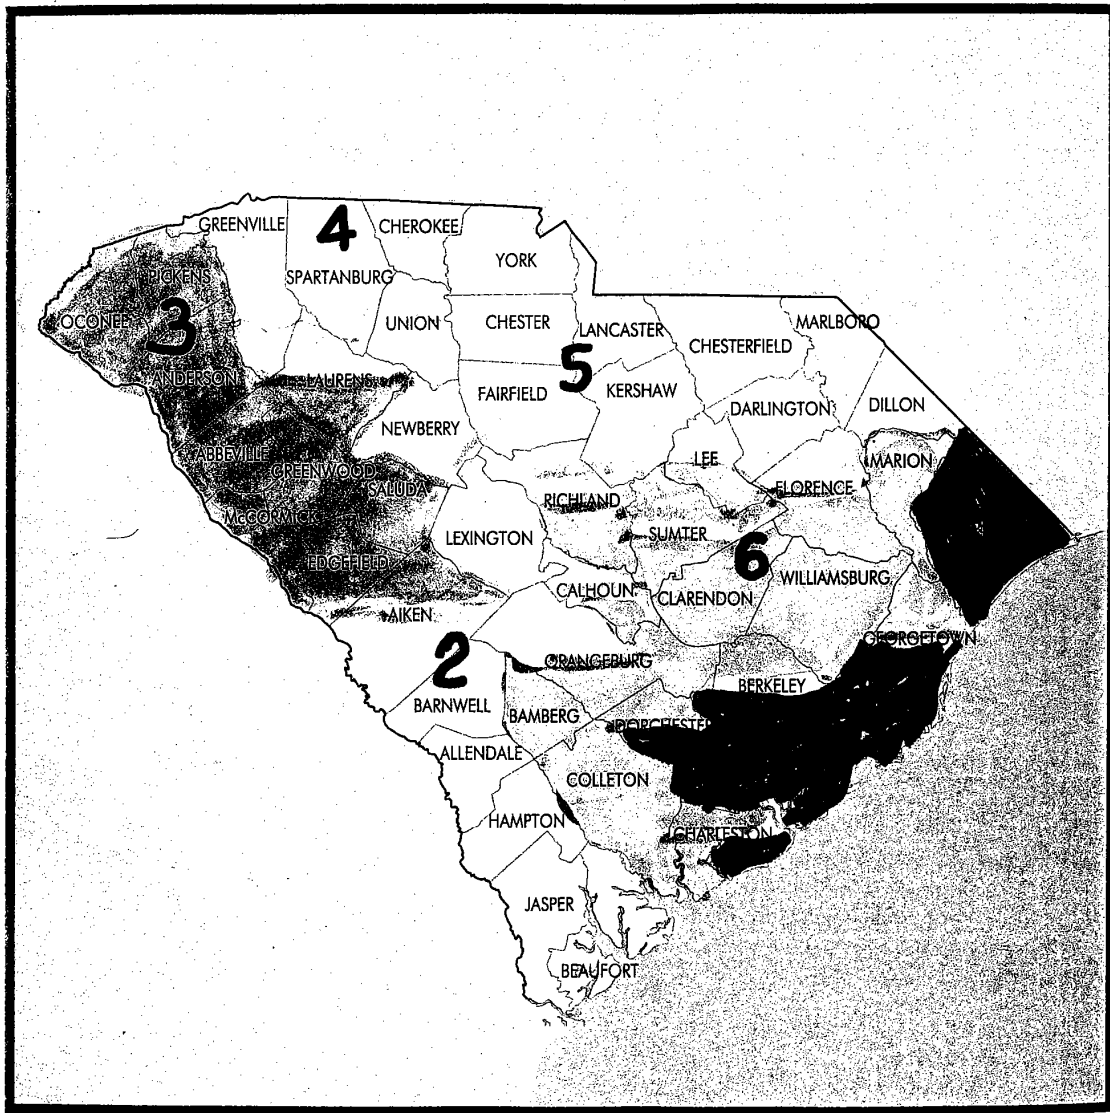 GREENVILLE
4
CHEROKEE
YORK
PICKENS
SPARTANBURG
OCONEE
3
UNION
CHESTER
LANCASTER
MARLBORO
CHESTERFIELD
ANDERSON
LAURENS
5
FAIRFIELD
KERSHAW
DARLINGTON
DILLON
NEWBERRY
ABBEVILLE
GREENWOOD
LEE
MARION
SALUDA
RICHLAND
FLORENCE
McCORMICK
LEXINGTON
SUMTER
6
EDGEFIELD
CALHOUN
CLARENDON
WILLIAMSBURG
AIKEN
2
ORANGEBURG
GEORGETOWN
BERKELEY
BARNWELL
BAMBERG
DORCHESTER
ALLENDALE
COLLETON
HAMPTON
CHARLESTON
JASPER
BEAUFORT